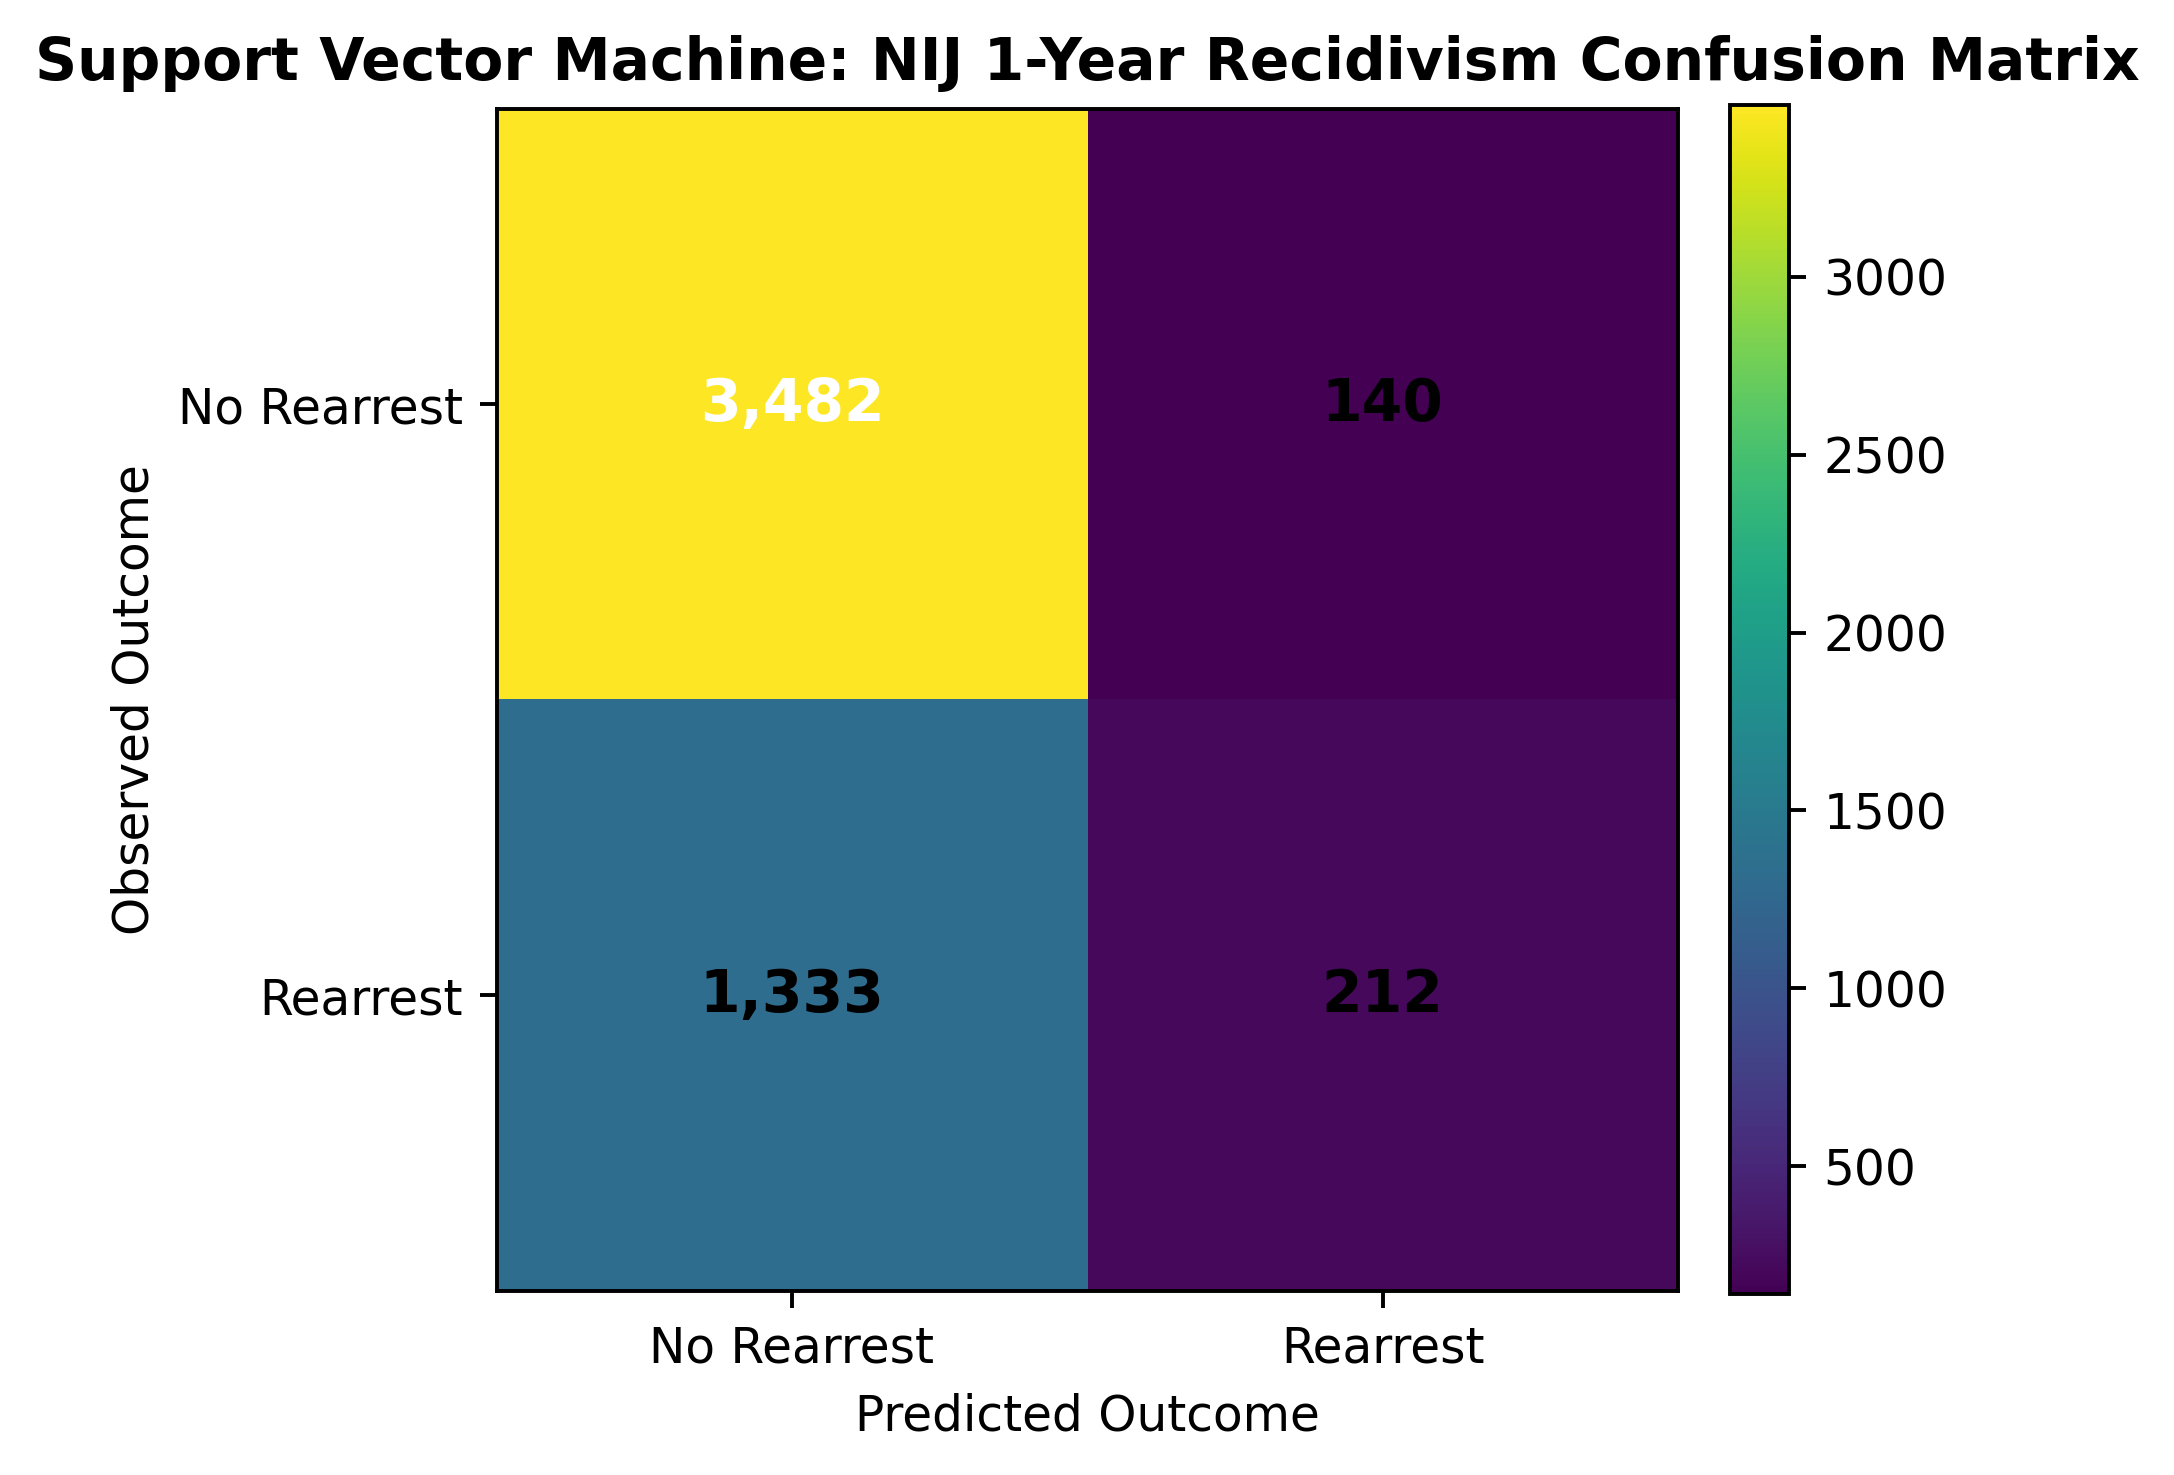 Support Vector Machine: NIJ 1-Year Recidivism Confusion Matrix
3000
2500
2000
1500
1000
500
Observed Outcome
No Rearrest
3,482
140
Rearrest
1,333
212
No Rearrest
Rearrest
Predicted Outcome